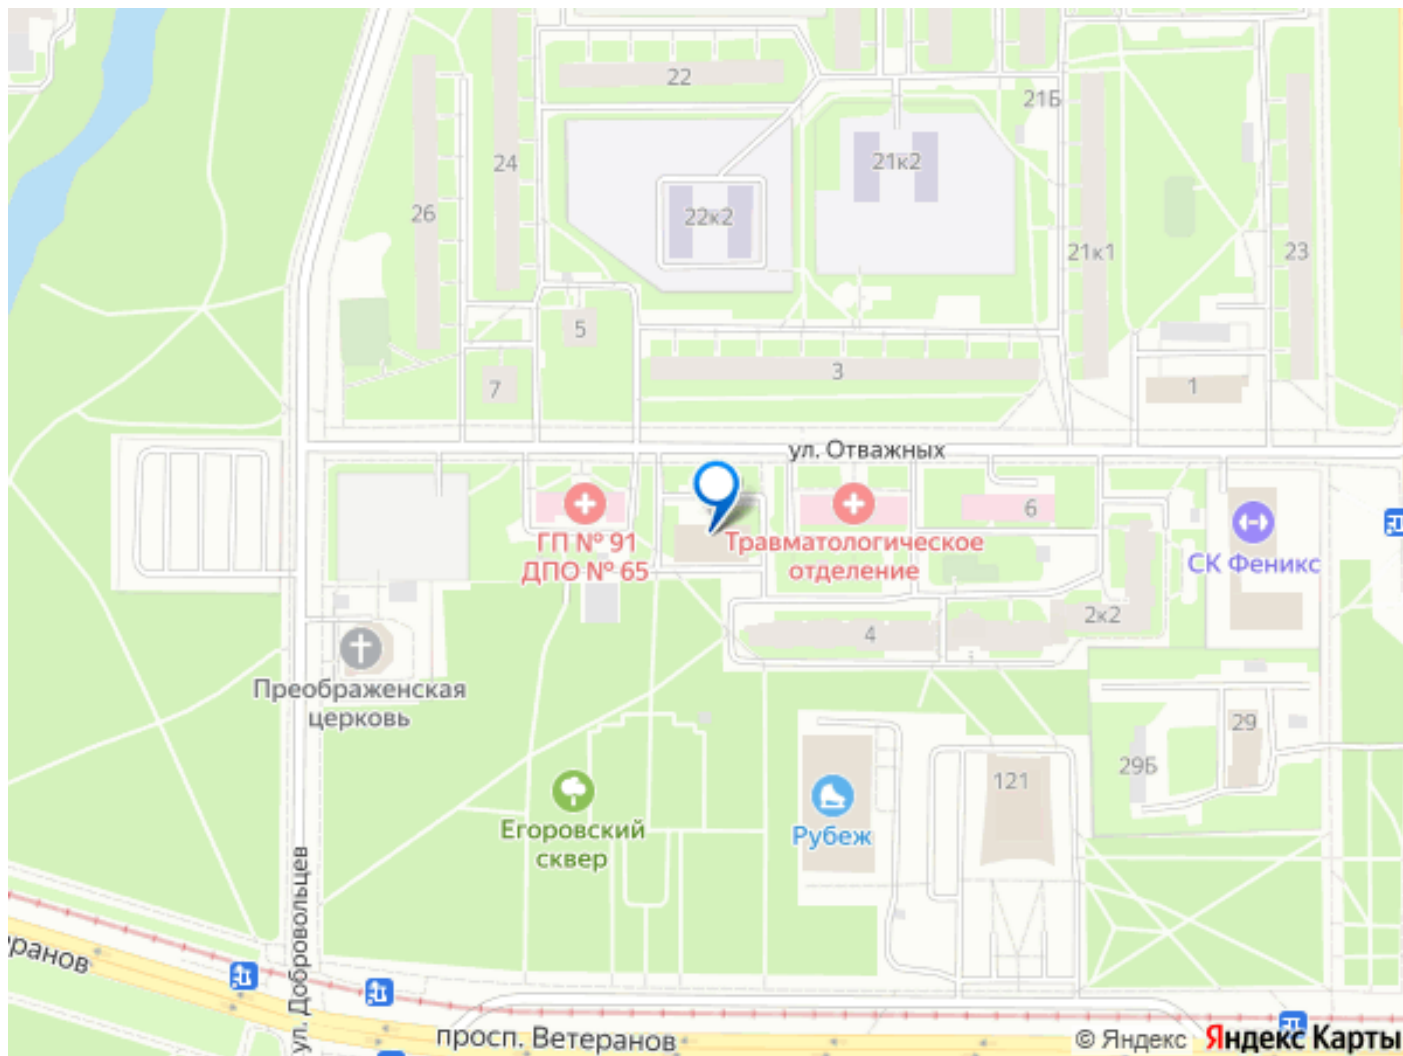 22
21Б
24
21к2
26
22к2
21к1
23
5
3
7
1
ул. Отважных
6
ГП № 91
ДПО № 65
Травматологическое
отделение
СК Феникс
2к2
4
Преображенская
церковь
29
29Б
121
Егоровский
сквер
Рубеж
ул. Добровольцев
еранов
просп. Ветеранов
© Яндекс Яндекс Карты